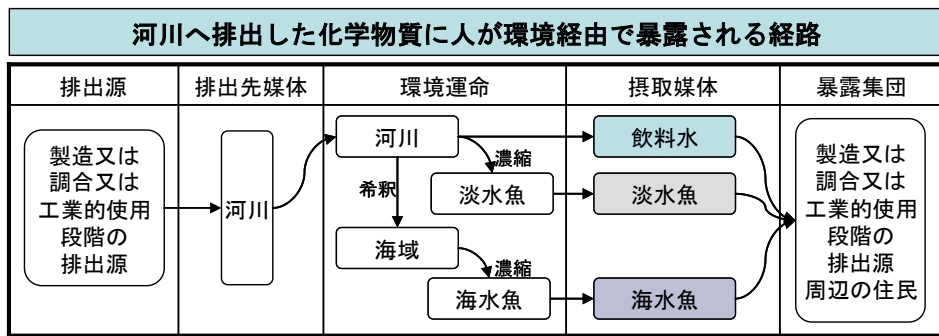 河川へ排出した化学物質に人が環境経由で暴露される経路
排出源
排出先媒体
環境運命
摂取媒体
暴露集団
製造又は
調合又は
工業的使用
段階の
排出源
河川
河川
濃縮
淡水魚
希釈
海域
濃縮
海水魚
飲料水
淡水魚
海水魚
製造又は
調合又は
工業的使用
段階の
排出源
周辺の住民